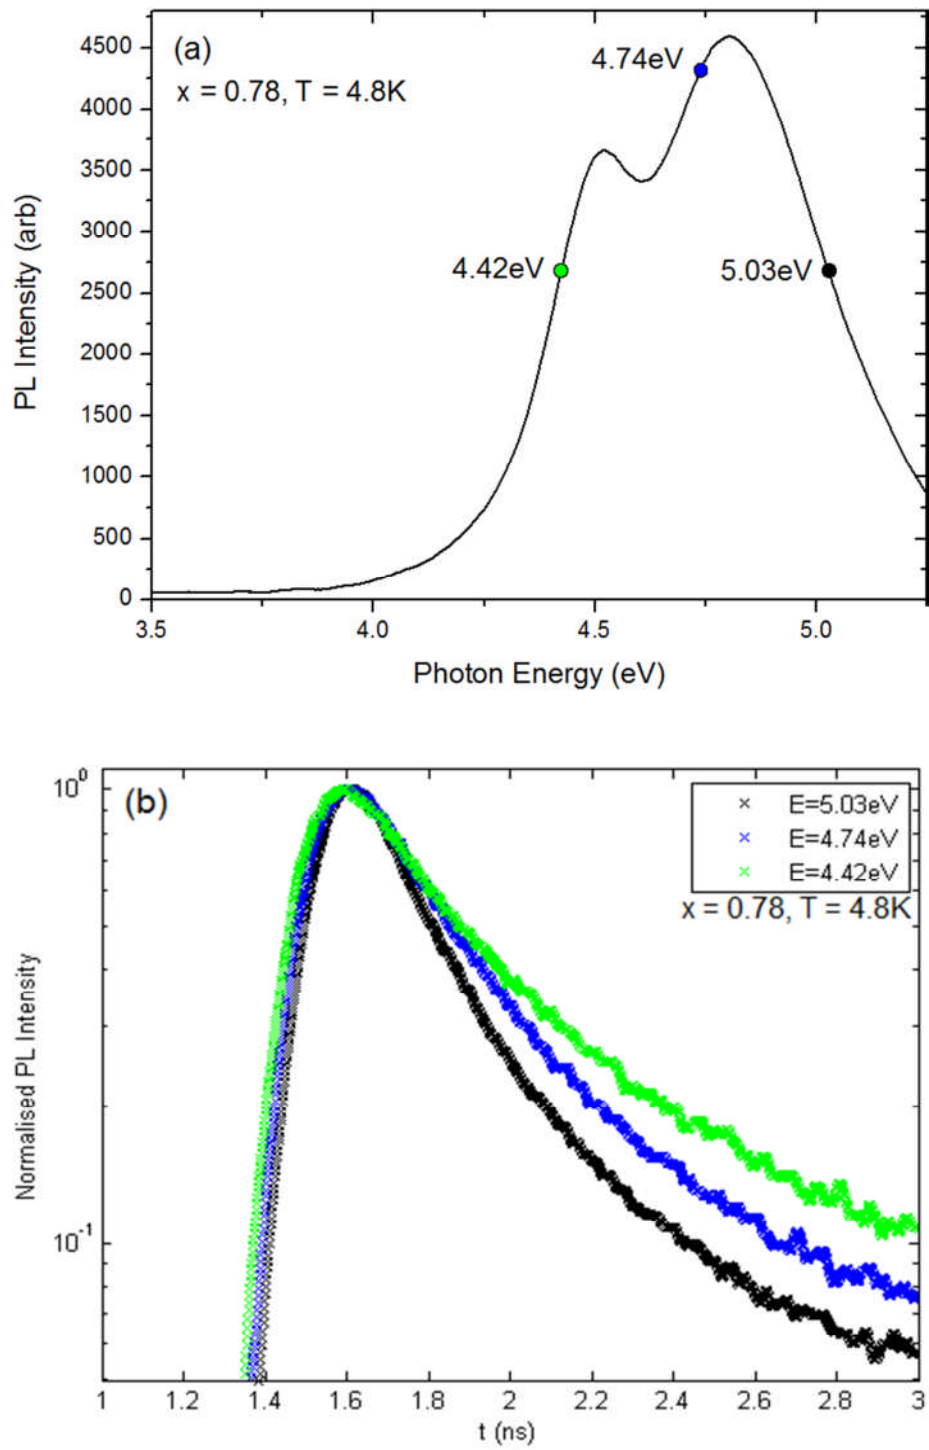 (a)
x = 0.78, T = 4.8K
4.74eV
4.42eV
5.03eV
PL Intensity (arb)
4500
4000
3500
3000
2500
2000
1500
1000
500
0
3.5 4.0 4.5 5.0
Photon Energy (eV)
(b)
E=5.03eV
E=4.74eV
E=4.42eV
x = 0.78, T = 4.8K
Normalised PL Intensity
10⁰
10⁻¹
1 1.2 1.4 1.6 1.8 2 2.2 2.4 2.6 2.8 3
t (ns)